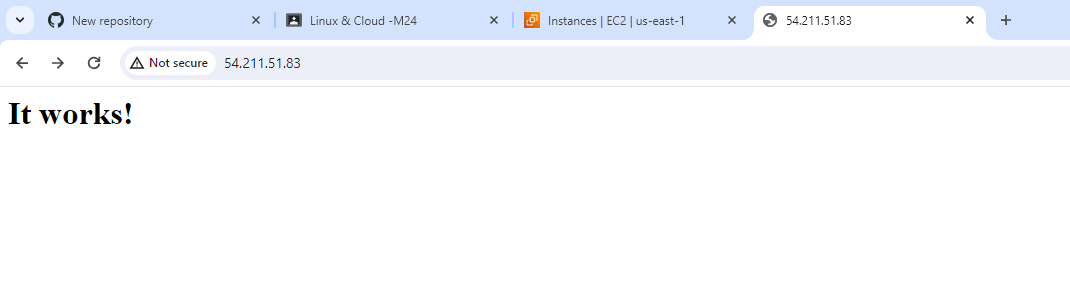 New repository
Linux & Cloud -M24
Instances | EC2 | us-east-1
54.211.51.83
Not secure
54.211.51.83
It works!